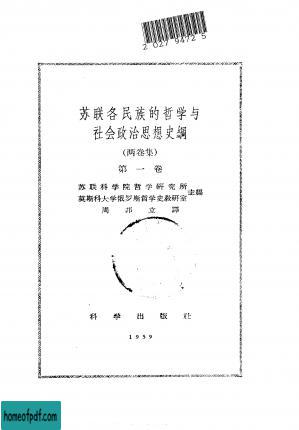 2 027 9472 5
苏联各民族的哲学与
社会政治思想史綱
(两卷集)
第一卷
苏联科学院哲学研究所
莫斯科大学俄罗斯哲学史教研室
主編
周邦立譯
科学出版社
1959
homeofpdf.com
homeofpdf.com